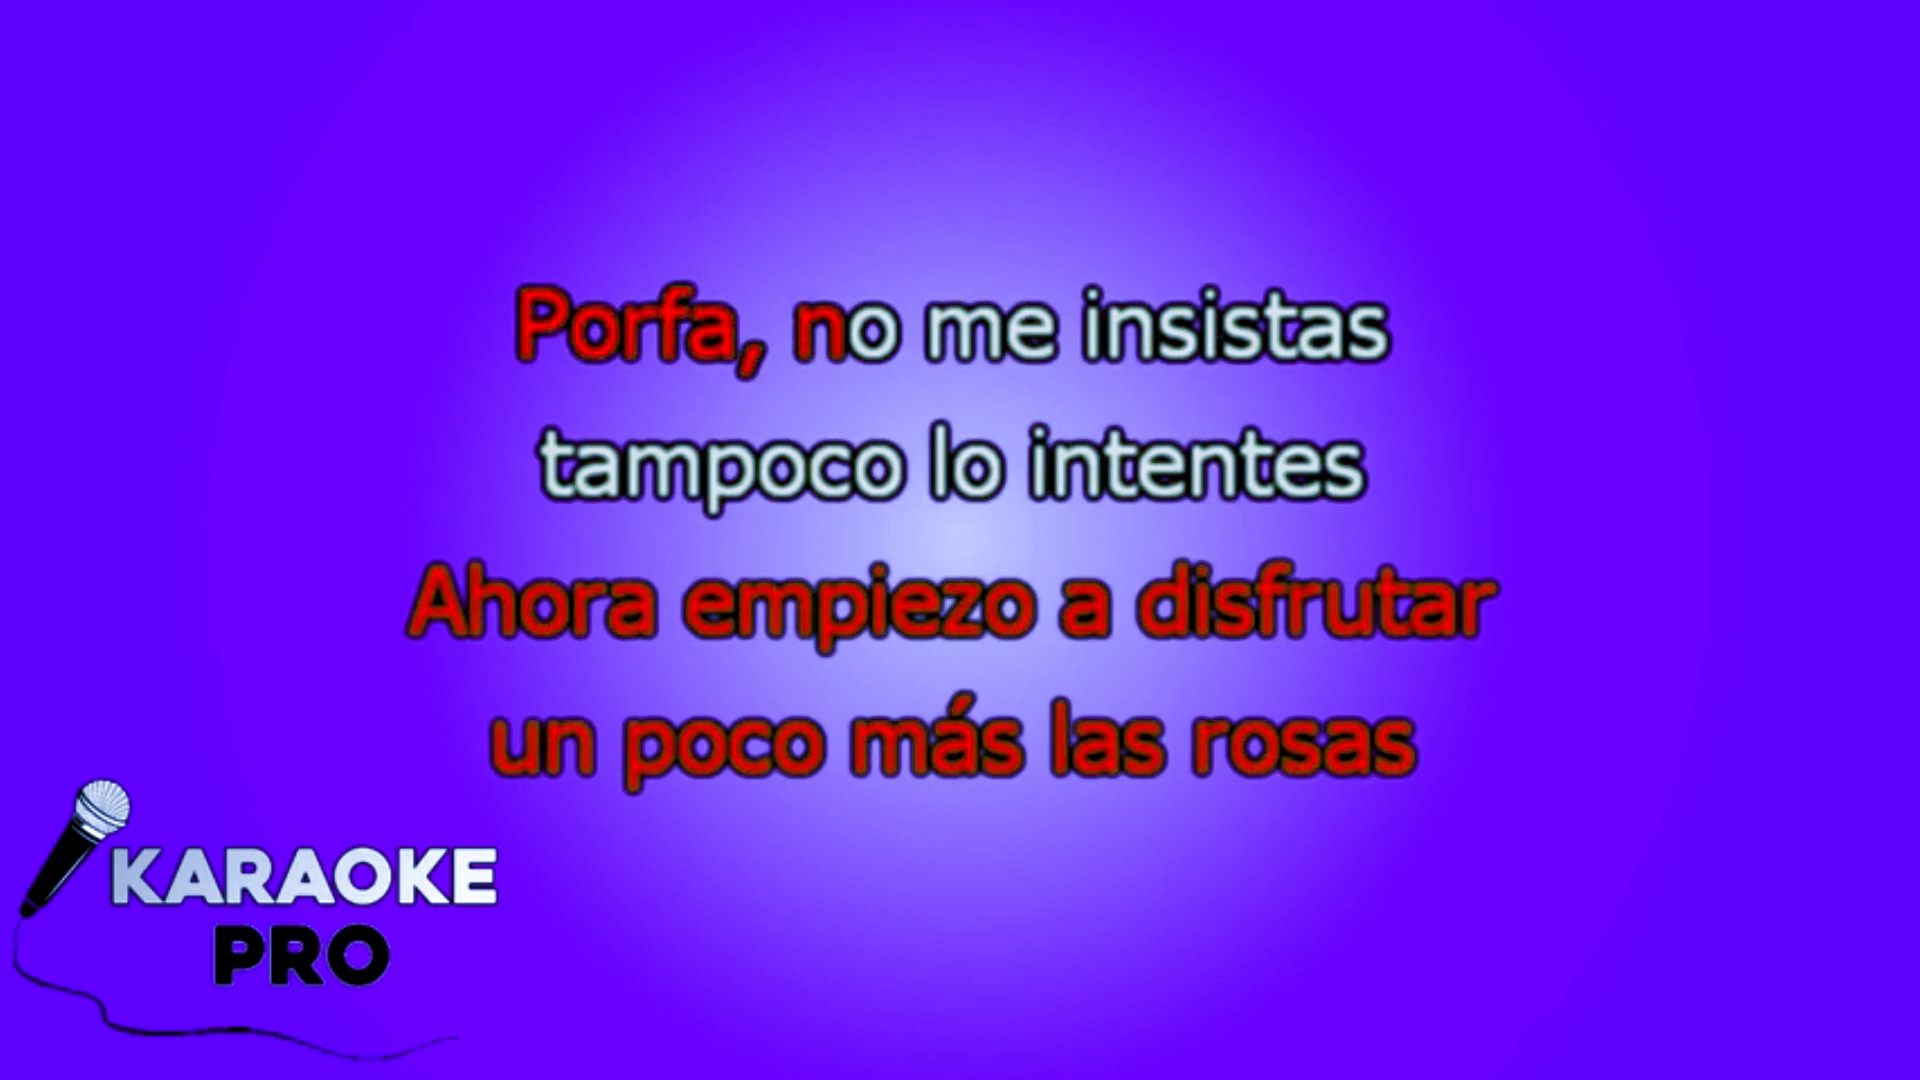 Porfa, no me insistas
tampoco lo intentes
Ahora empiezo a disfrutar
un poco más las rosas
KARAOKE
PRO